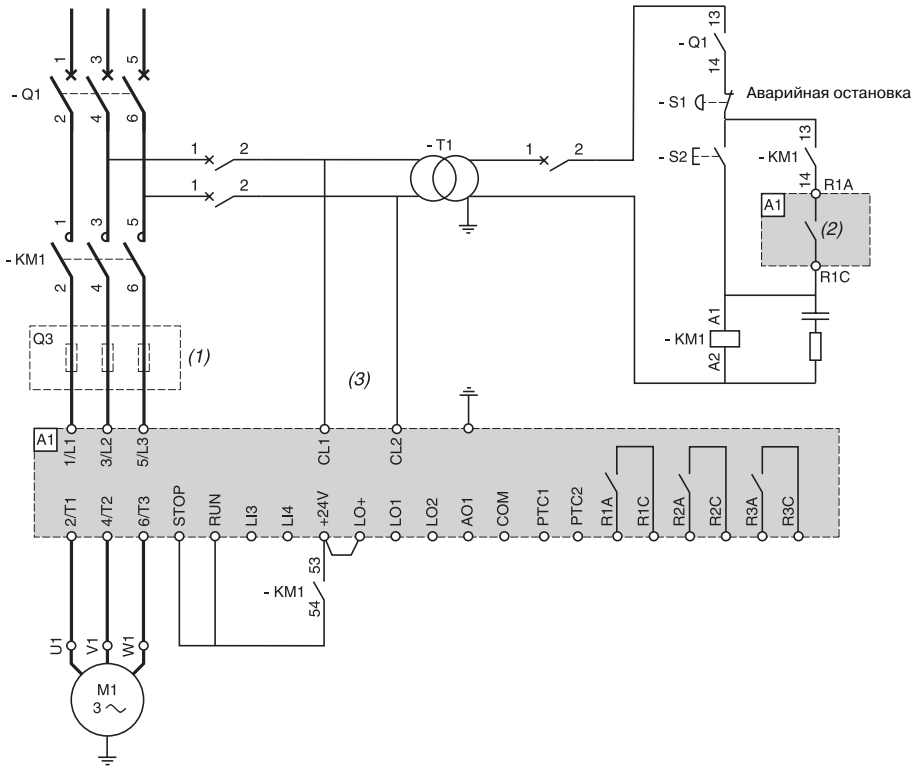 1 3 5
- Q1
2 4 6
1 2
1 2
- T1
1 2
13
- Q1
14
- S1
Аварийная остановка
- S2
13
- KM1
14
R1A
A1
(2)
R1C
1 3 5
- KM1
2 4 6
Q3
(1)
(3)
A1
- KM1
A2
A1
1/L1 3/L2 5/L3 CL1 CL2
2/T1 4/T2 6/T3 STOP RUN LI3 LI4 +24V LO+ LO1 LO2 AO1 COM PTC1 PTC2 R1A R1C R2A R2C R3A R3C
53
- KM1
54
U1 V1 W1
M1
3